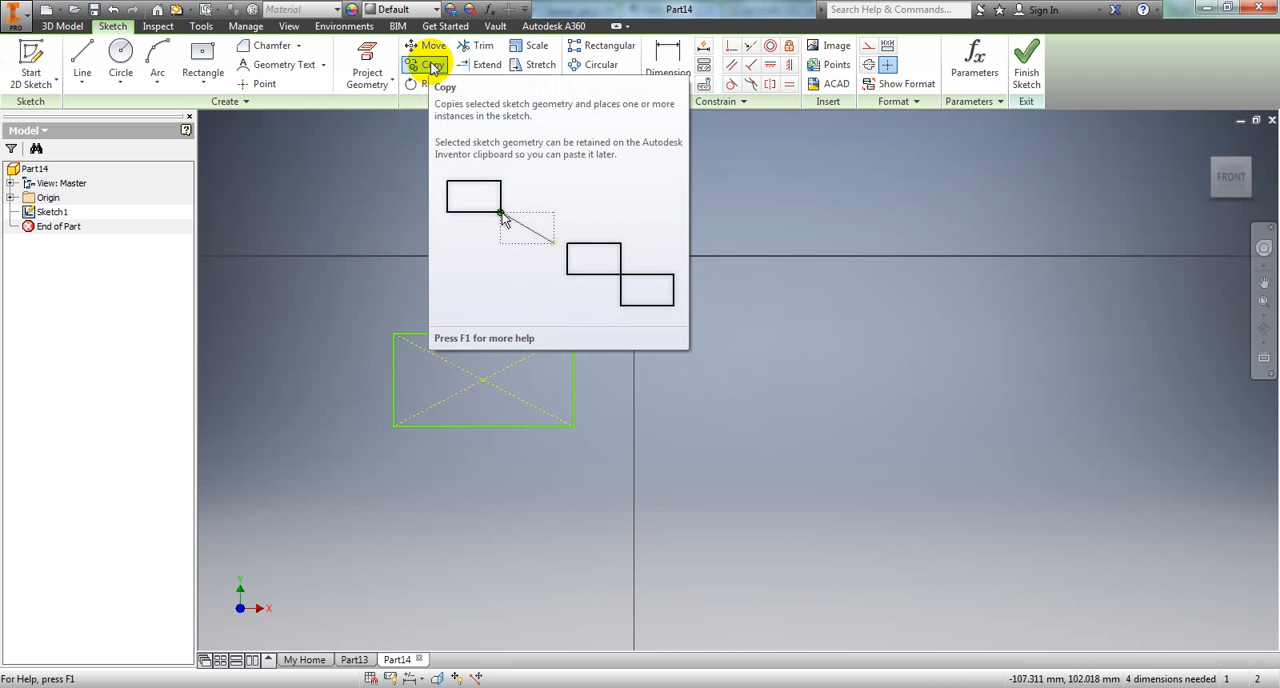 Material
Default
Part14
Search Help & Commands...
Sign In
PRO
3D Model
Sketch
Inspect
Tools
Manage
View
Environments
BIM
Get Started
Vault
Autodesk A360
Start
2D Sketch
Line
Circle
Arc
Rectangle
Chamfer
Geometry Text
Point
Project
Geometry
Move
Copy
R
Trim
Extend
Scale
Stretch
Rectangular
Circular
Dimension
Image
Points
ACAD
Show Format
Parameters
Finish
Sketch
Sketch
Create
Constrain
Insert
Format
Parameters
Exit
Copy
Copies selected sketch geometry and places one or more
instances in the sketch.
Selected sketch geometry can be retained on the Autodesk
Inventor clipboard so you can paste it later.
Press F1 for more help
Model
Part14
View: Master
Origin
Sketch1
End of Part
FRONT
Y
X
My Home
Part13
Part14
For Help, press F1
-107.311 mm, 102.018 mm
4 dimensions needed
1
2